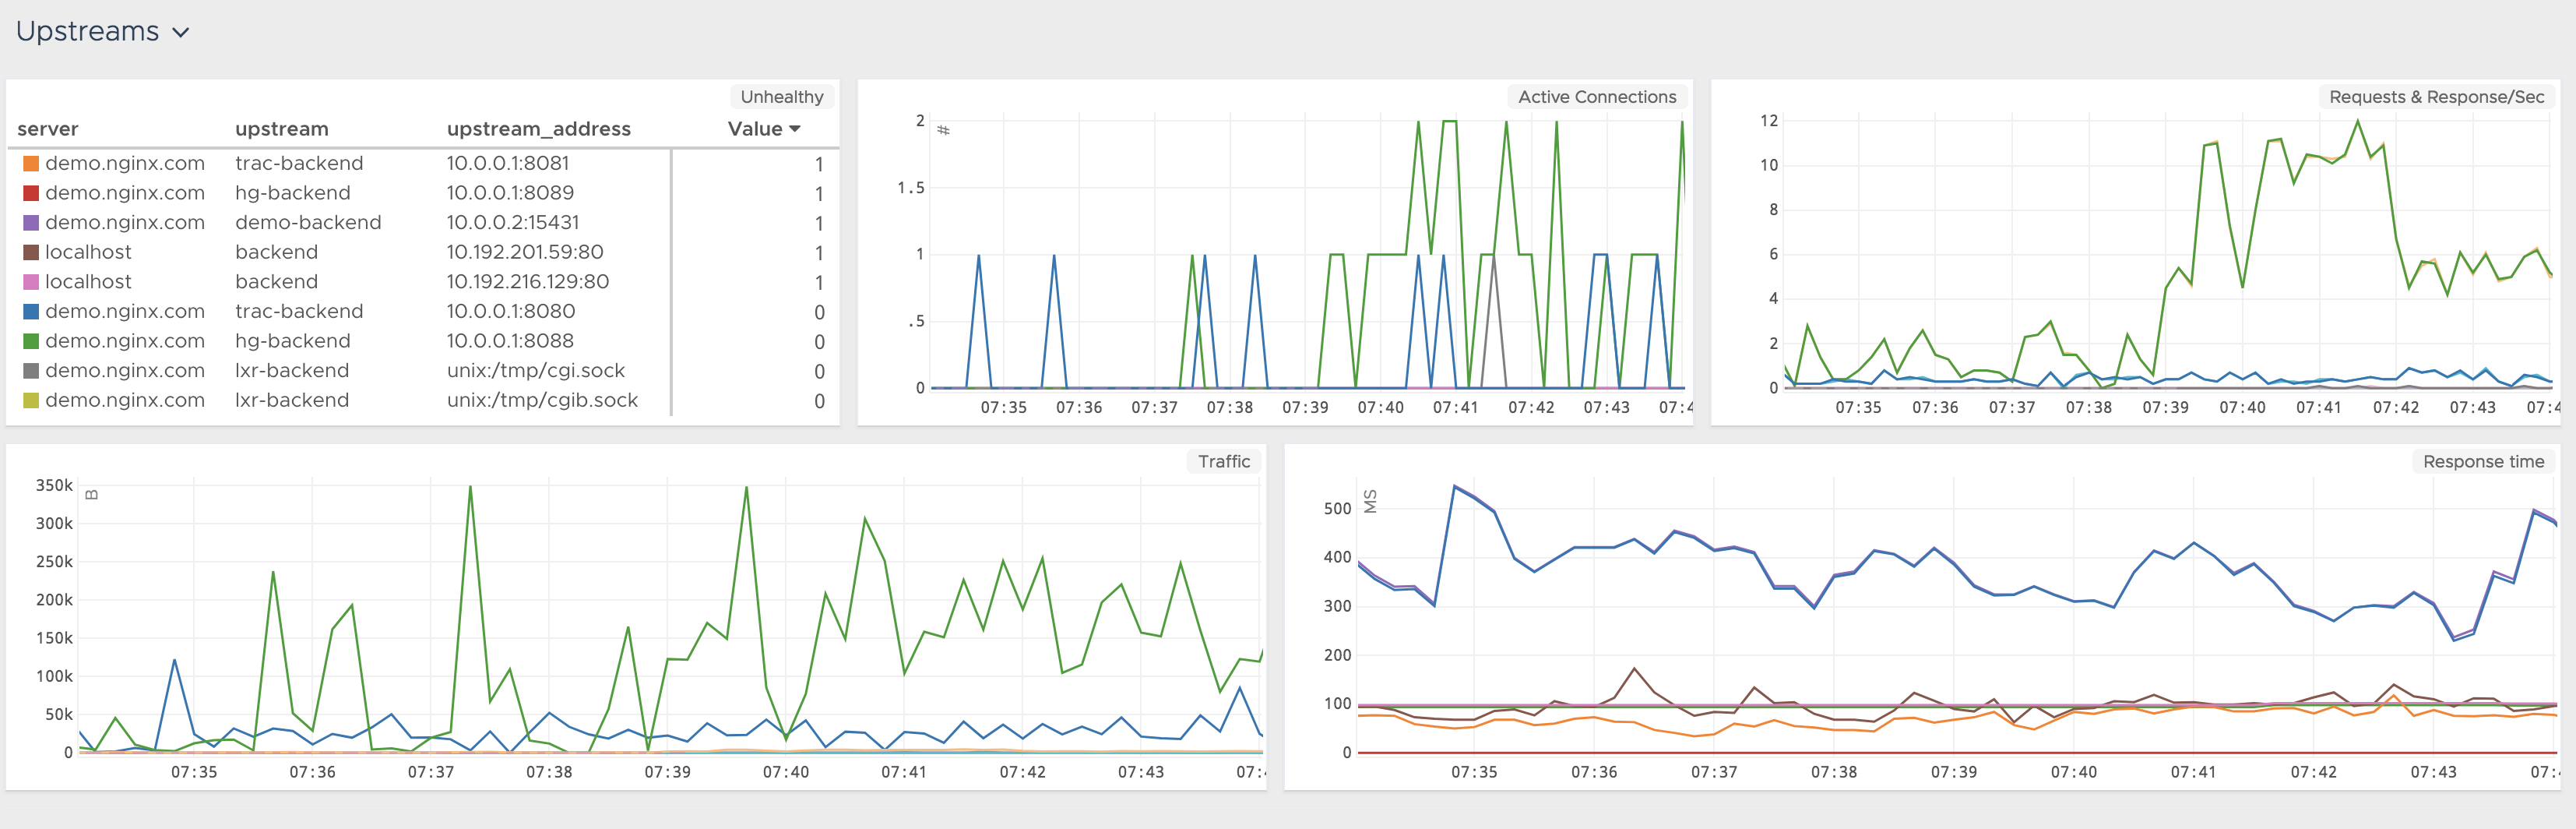 Upstreams
Unhealthy
server upstream upstream_address Value
demo.nginx.com trac-backend 10.0.0.1:8081 1
demo.nginx.com hg-backend 10.0.0.1:8089 1
demo.nginx.com demo-backend 10.0.0.2:15431 1
localhost backend 10.192.201.59:80 1
localhost backend 10.192.216.129:80 1
demo.nginx.com trac-backend 10.0.0.1:8080 0
demo.nginx.com hg-backend 10.0.0.1:8088 0
demo.nginx.com lxr-backend unix:/tmp/cgi.sock 0
demo.nginx.com lxr-backend unix:/tmp/cgib.sock 0
Active Connections
#
2
1.5
1
.5
0
07:35 07:36 07:37 07:38 07:39 07:40 07:41 07:42 07:43 07:4
Requests & Response/Sec
12
10
8
6
4
2
0
07:35 07:36 07:37 07:38 07:39 07:40 07:41 07:42 07:43 07:4
Traffic
B
350k
300k
250k
200k
150k
100k
50k
0
07:35 07:36 07:37 07:38 07:39 07:40 07:41 07:42 07:43 07:
Response time
MS
500
400
300
200
100
0
07:35 07:36 07:37 07:38 07:39 07:40 07:41 07:42 07:43 07: